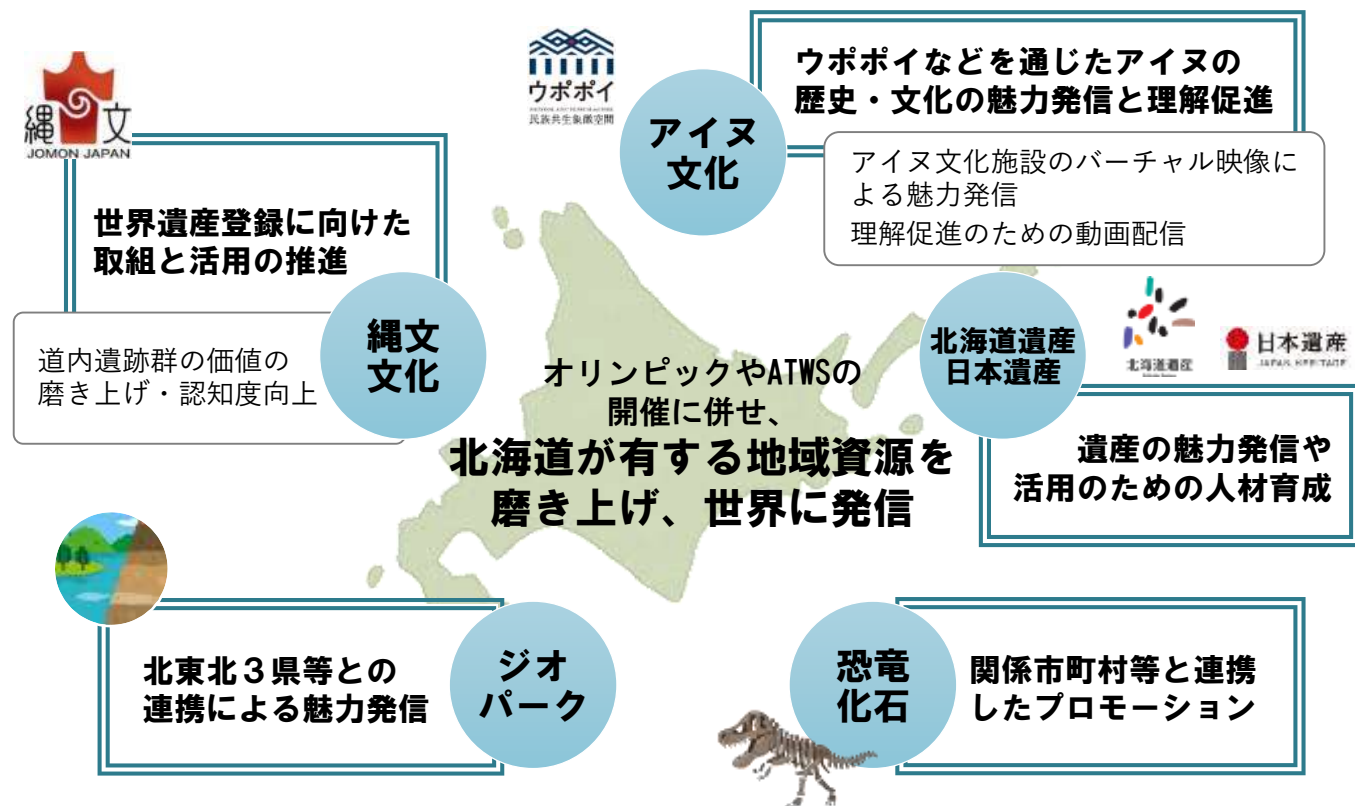 縄 文
JOMON JAPAN
世界遺産登録に向けた
取組と活用の推進
道内遺跡群の価値の
磨き上げ・認知度向上
縄文
文化
ウポポイ
民族共生象徴空間
アイヌ
文化
ウポポイなどを通じたアイヌの
歴史・文化の魅力発信と理解促進
アイヌ文化施設のバーチャル映像に
よる魅力発信
理解促進のための動画配信
北海道遺産
日本遺産
北海道遺産
日本遺産
JAPAN HERITAGE
遺産の魅力発信や
活用のための人材育成
オリンピックやATWSの
開催に併せ、
北海道が有する地域資源を
磨き上げ、世界に発信
北東北３県等との
連携による魅力発信
ジオ
パーク
恐竜
化石
関係市町村等と連携
したプロモーション